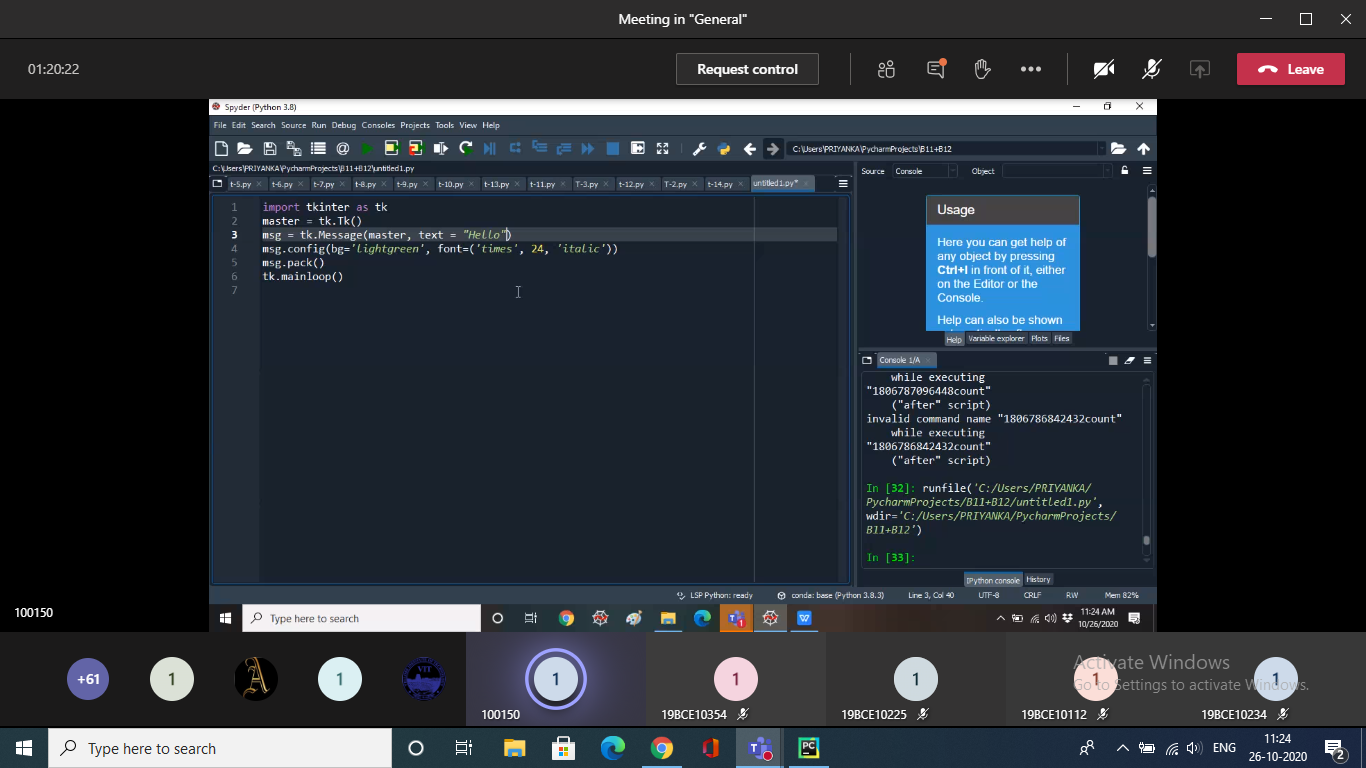 Meeting in "General"
01:20:22
Request control
Leave
Spyder (Python 3.8)
File Edit Search Source Run Debug Consoles Projects Tools View Help
C:\Users\PRIYANKA\PycharmProjects\B11+B12
C:\Users\PRIYANKA\PycharmProjects\B11+B12\untitled1.py
t-5.py t-6.py t-7.py t-8.py t-9.py t-10.py t-13.py t-11.py T-3.py t-12.py T-2.py t-14.py untitled1.py*
Source Console Object
1 import tkinter as tk
2 master = tk.Tk()
3 msg = tk.Message(master, text = "Hello")
4 msg.config(bg='lightgreen', font=('times', 24, 'italic'))
5 msg.pack()
6 tk.mainloop()
7
Usage
Here you can get help of
any object by pressing
Ctrl+I in front of it, either
on the Editor or the
Console.
Help can also be shown
Help Variable explorer Plots Files
Console 1/A
while executing
"1806787096448count"
("after" script)
invalid command name "1806786842432count"
while executing
"1806786842432count"
("after" script)
In [32]: runfile('C:/Users/PRIYANKA/
PycharmProjects/B11+B12/untitled1.py',
wdir='C:/Users/PRIYANKA/PycharmProjects/
B11+B12')
In [33]:
IPython console History
LSP Python: ready conda: base (Python 3.8.3) Line 3, Col 40 UTF-8 CRLF RW Mem 82%
100150
Type here to search
11:24 AM
10/26/2020
+61 1 A 1 VIT 1 1 1 1 1
100150 19BCE10354 19BCE10225 19BCE10112 19BCE10234
Activate Windows
Go to Settings to activate Windows.
Type here to search
ENG
11:24
26-10-2020
2